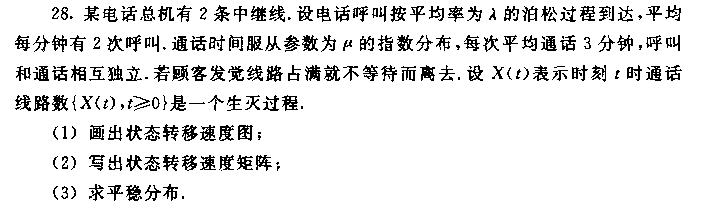 28. 某电话总机有 2 条中继线. 设电话呼叫按平均率为 λ 的泊松过程到达, 平均
每分钟有 2 次呼叫. 通话时间服从参数为 μ 的指数分布, 每次平均通话 3 分钟, 呼叫
和通话相互独立. 若顾客发觉线路占满就不等待而离去. 设 X(t)表示时刻 t 时通话
线路数{X(t), t≥0}是一个生灭过程.
(1) 画出状态转移速度图;
(2) 写出状态转移速度矩阵;
(3) 求平稳分布.